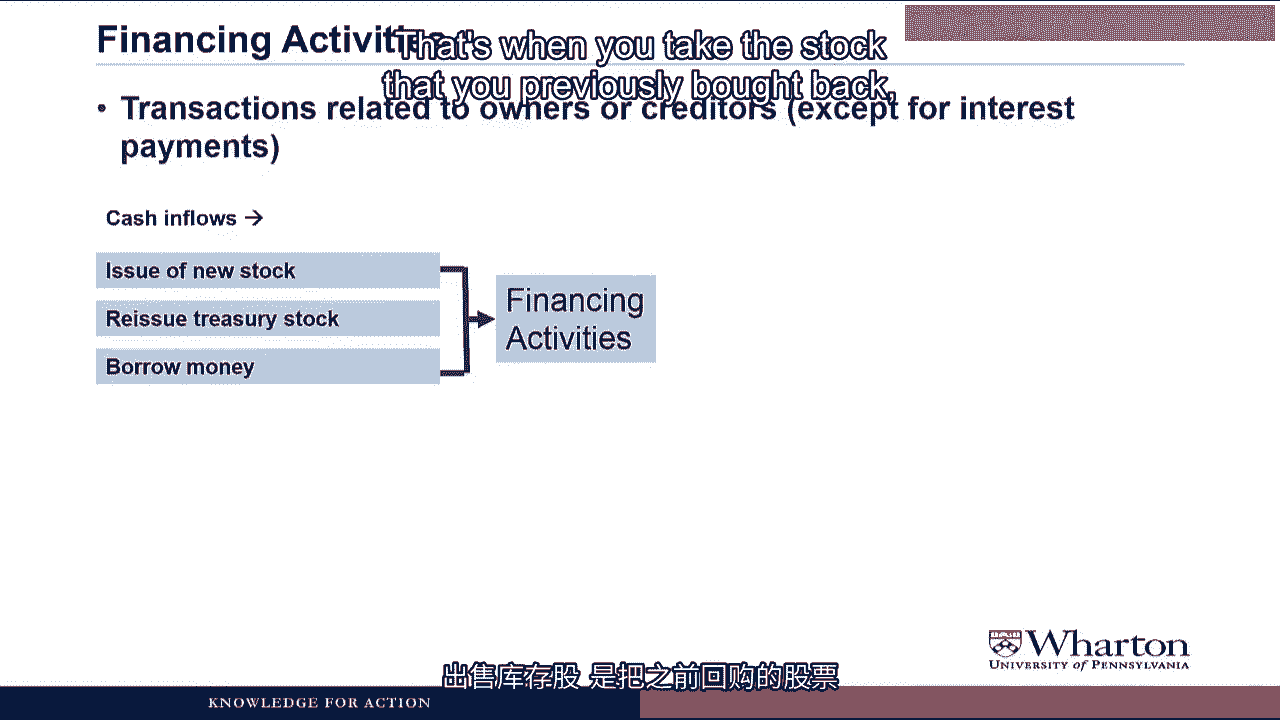 Financing Activities
That's when you take the stock
that you previously bought back,
• Transactions related to owners or creditors (except for interest
payments)
Cash inflows →
Issue of new stock
Reissue treasury stock
Borrow money
Financing
Activities
Wharton
UNIVERSITY of PENNSYLVANIA
出售库存股 是把之前回购的股票
KNOWLEDGE FOR ACTION